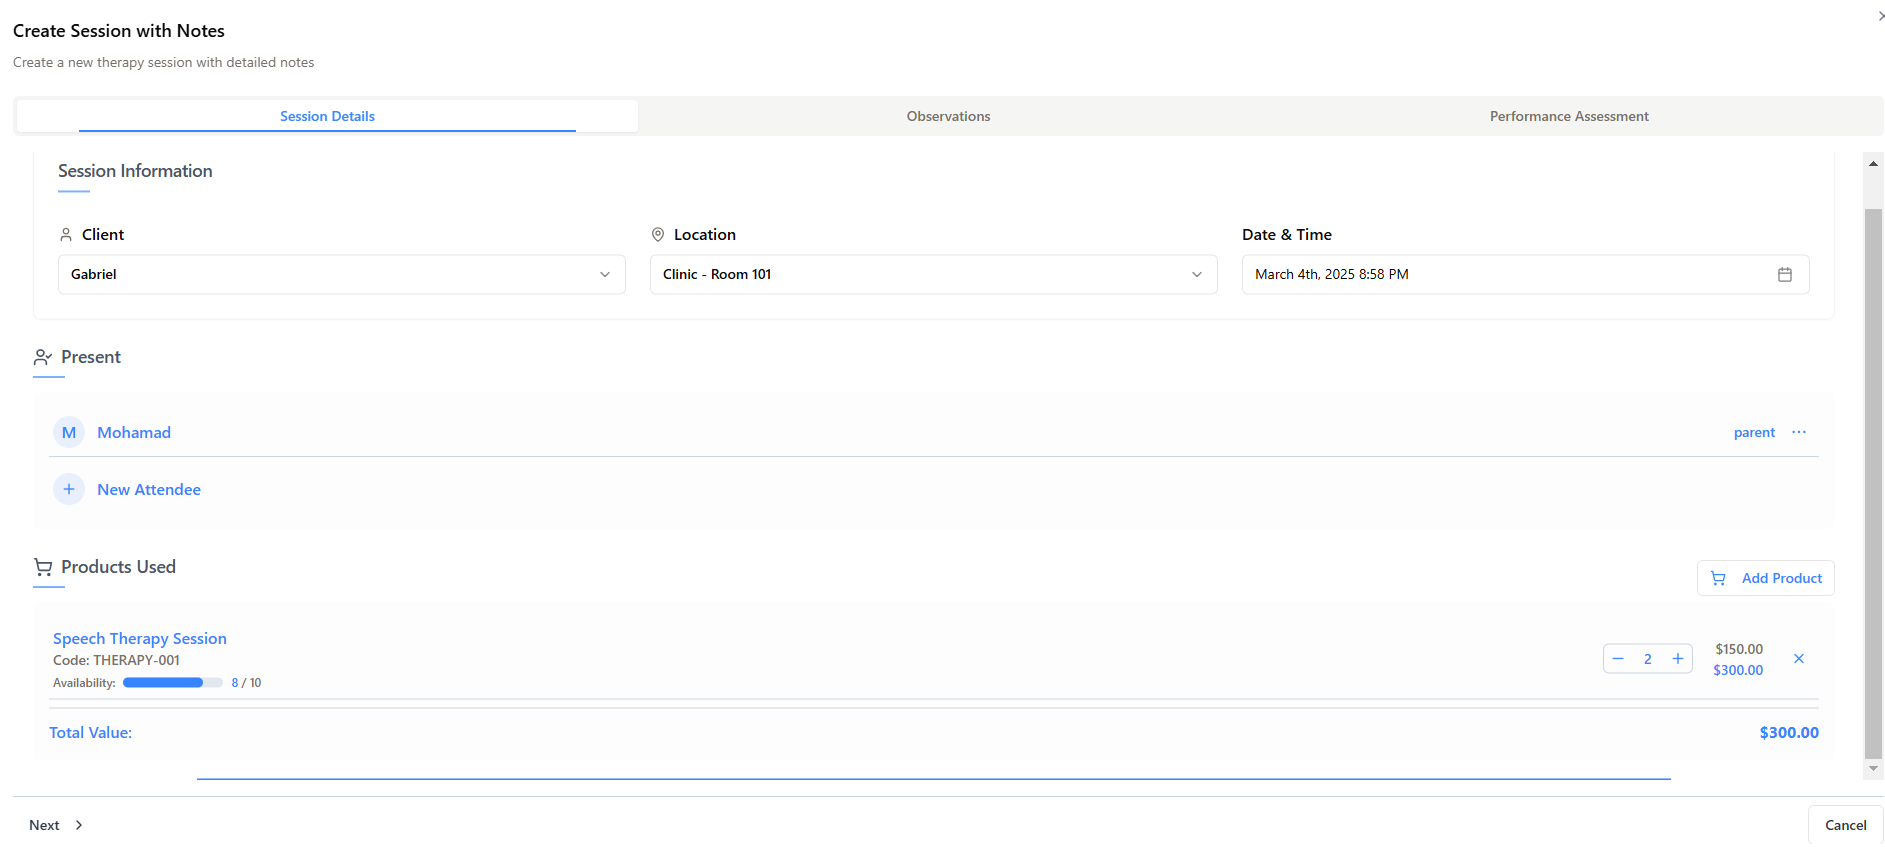 Create Session with Notes
Create a new therapy session with detailed notes
Session Details
Observations
Performance Assessment
Session Information
Client
Location
Date & Time
Gabriel
Clinic - Room 101
March 4th, 2025 8:58 PM
Present
M
Mohamad
parent
New Attendee
Products Used
Add Product
Speech Therapy Session
Code: THERAPY-001
Availability:
8 / 10
2
$150.00
$300.00
Total Value:
$300.00
Next
Cancel